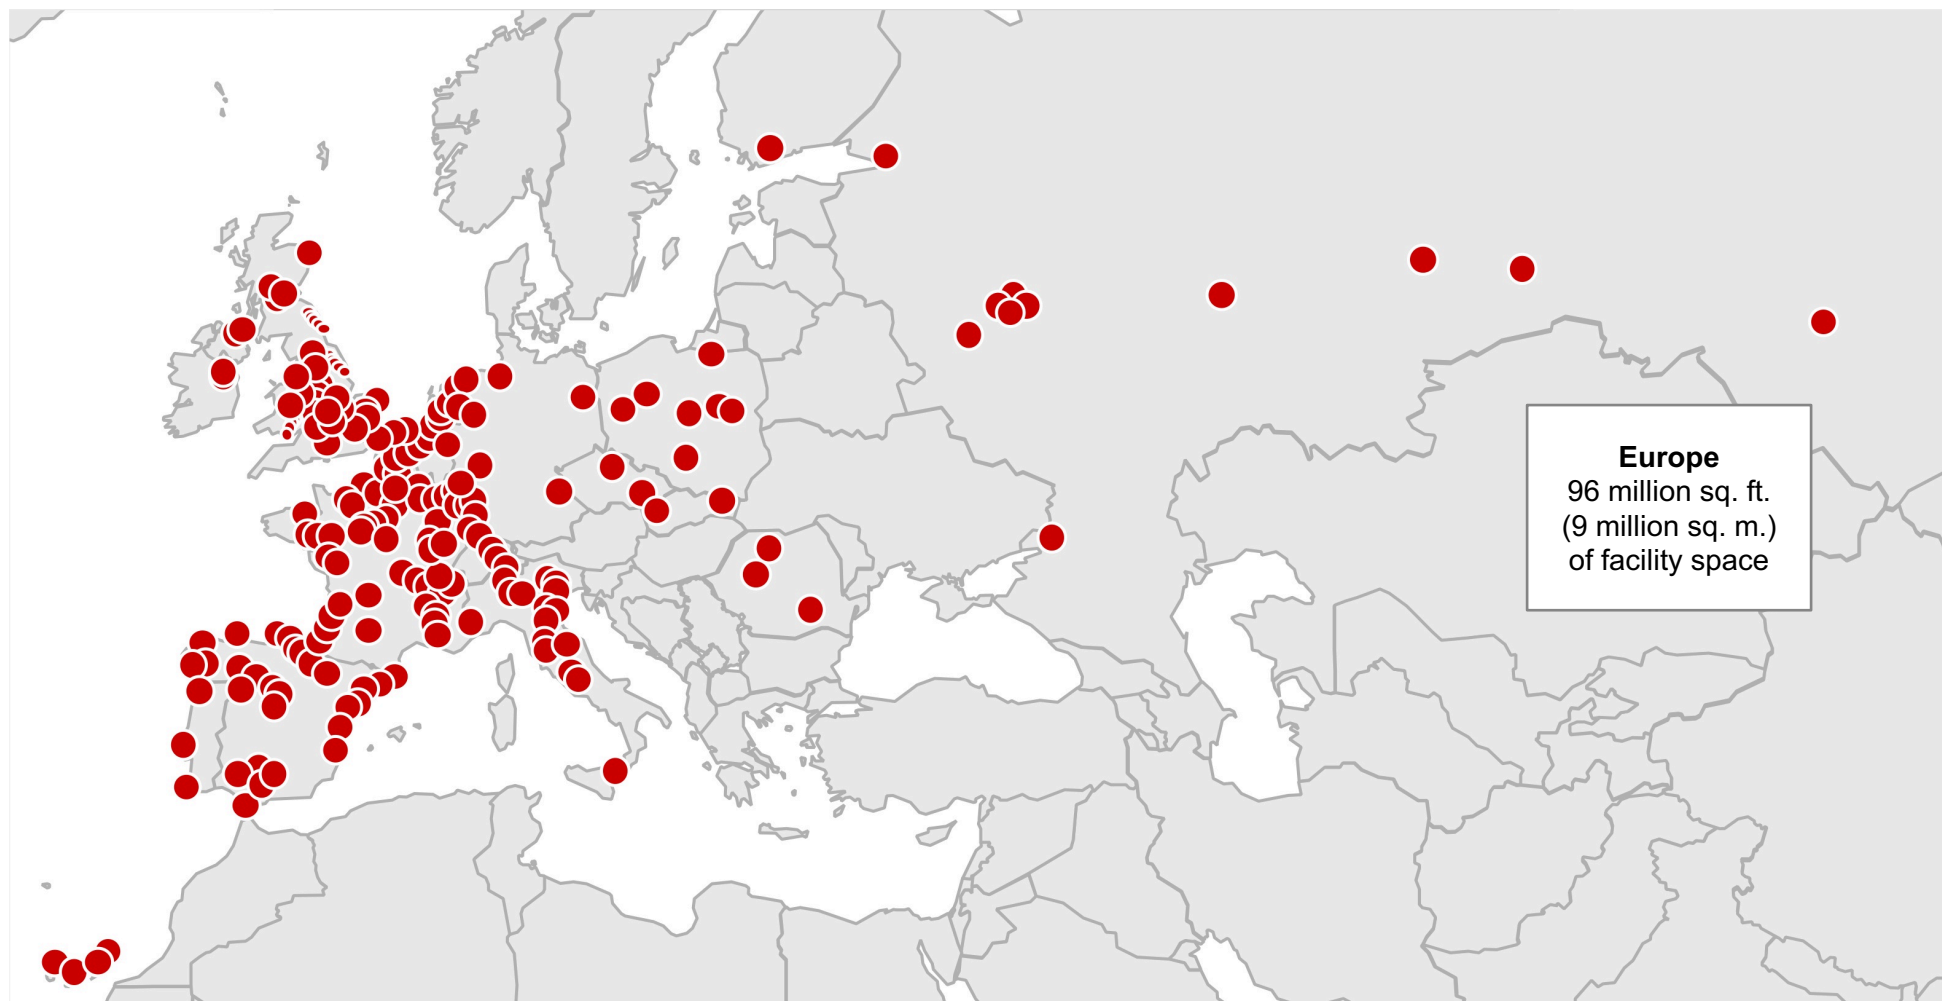 Europe
96 million sq. ft.
(9 million sq. m.)
of facility space